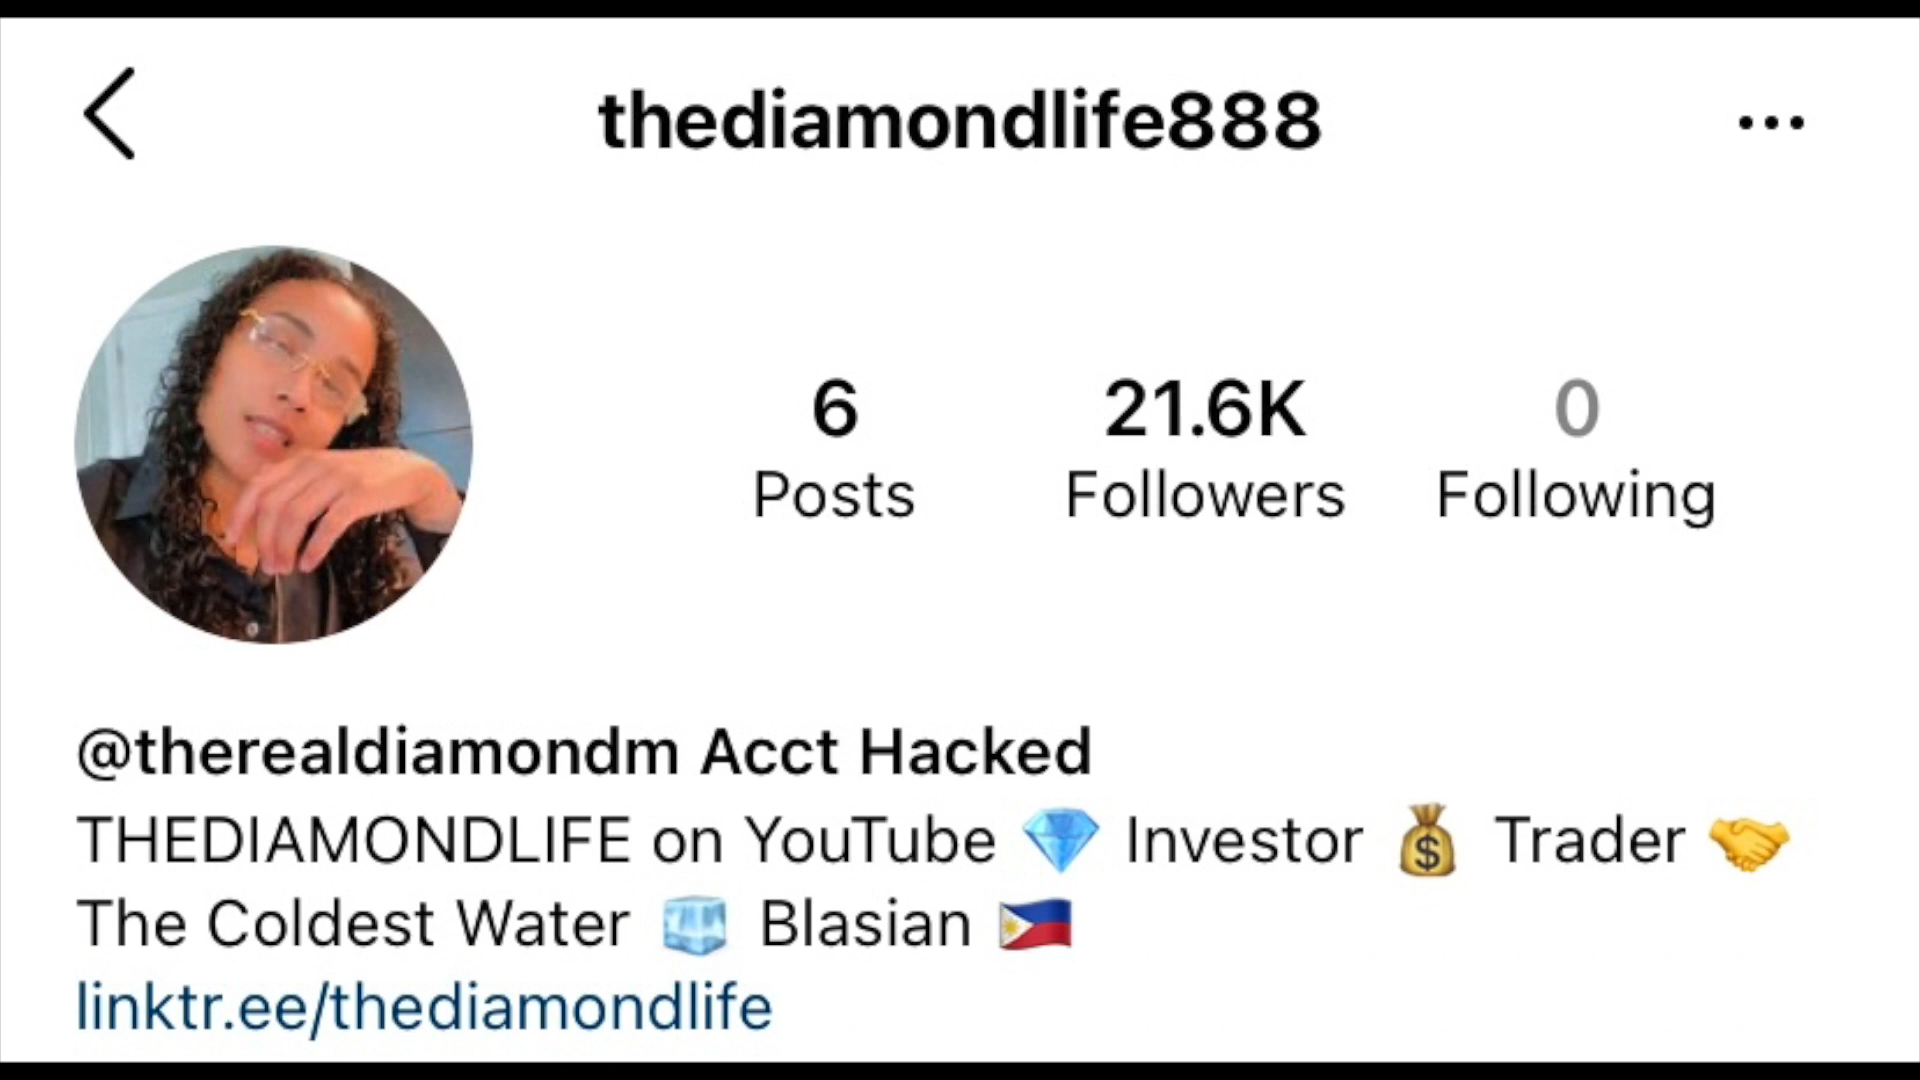 thediamondlife888
6 21.6K 0
Posts Followers Following
@therealdiamondm Acct Hacked
THEDIAMONDLIFE on YouTube 💎 Investor 💰 Trader 🤝
The Coldest Water 🧊 Blasian 🇵🇭
linktr.ee/thediamondlife